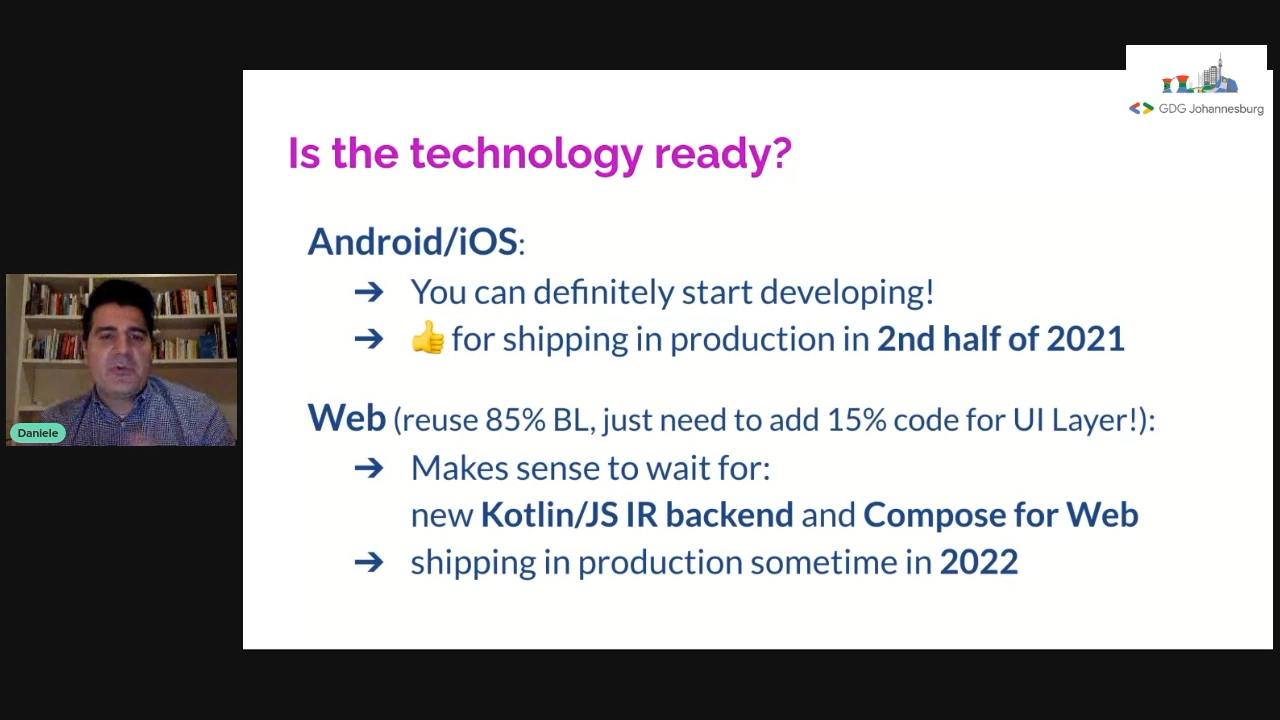 GDG Johannesburg
Is the technology ready?
Android/iOS:
➔ You can definitely start developing!
➔ 👍 for shipping in production in 2nd half of 2021
Web (reuse 85% BL, just need to add 15% code for UI Layer!):
➔ Makes sense to wait for:
new Kotlin/JS IR backend and Compose for Web
➔ shipping in production sometime in 2022
Daniele